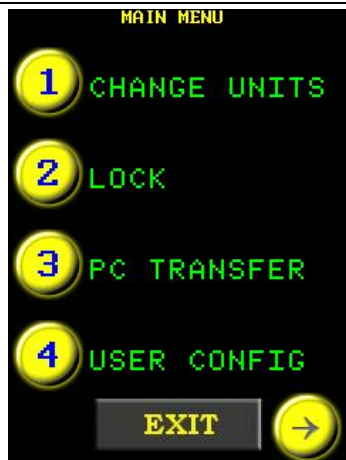 MAIN MENU
1 CHANGE UNITS
2 LOCK
3 PC TRANSFER
4 USER CONFIG
EXIT →